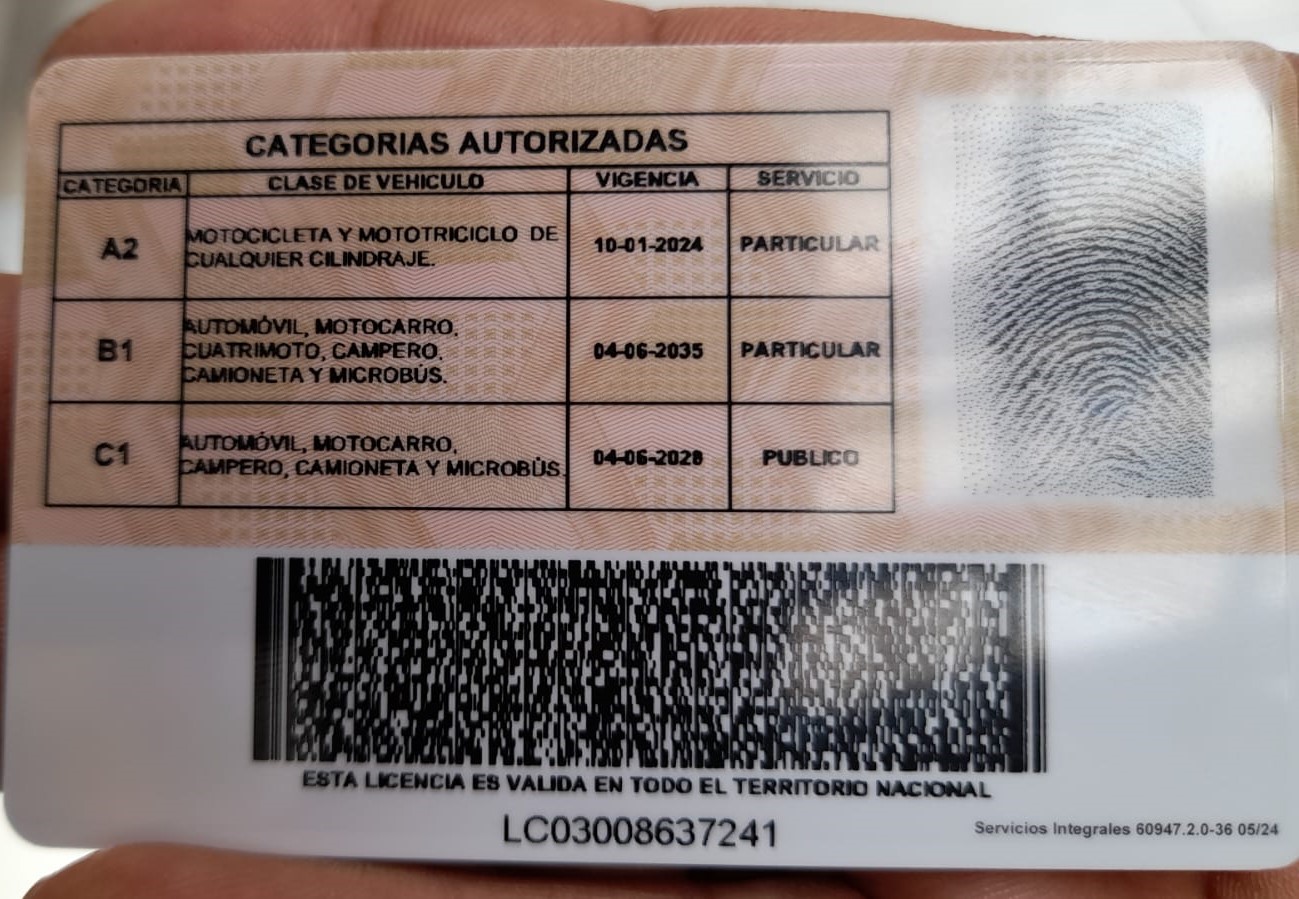 CATEGORIAS AUTORIZADAS
CATEGORIA CLASE DE VEHICULO VIGENCIA SERVICIO
A2 MOTOCICLETA Y MOTOTRICICLO DE CUALQUIER CILINDRAJE. 10-01-2024 PARTICULAR
B1 AUTOMÓVIL, MOTOCARRO, CUATRIMOTO, CAMPERO, CAMIONETA Y MICROBÚS. 04-06-2035 PARTICULAR
C1 AUTOMÓVIL, MOTOCARRO, CAMPERO, CAMIONETA Y MICROBÚS. 04-06-2028 PUBLICO
ESTA LICENCIA ES VALIDA EN TODO EL TERRITORIO NACIONAL
LC03008637241
Servicios Integrales 60947.2.0-36 05/24